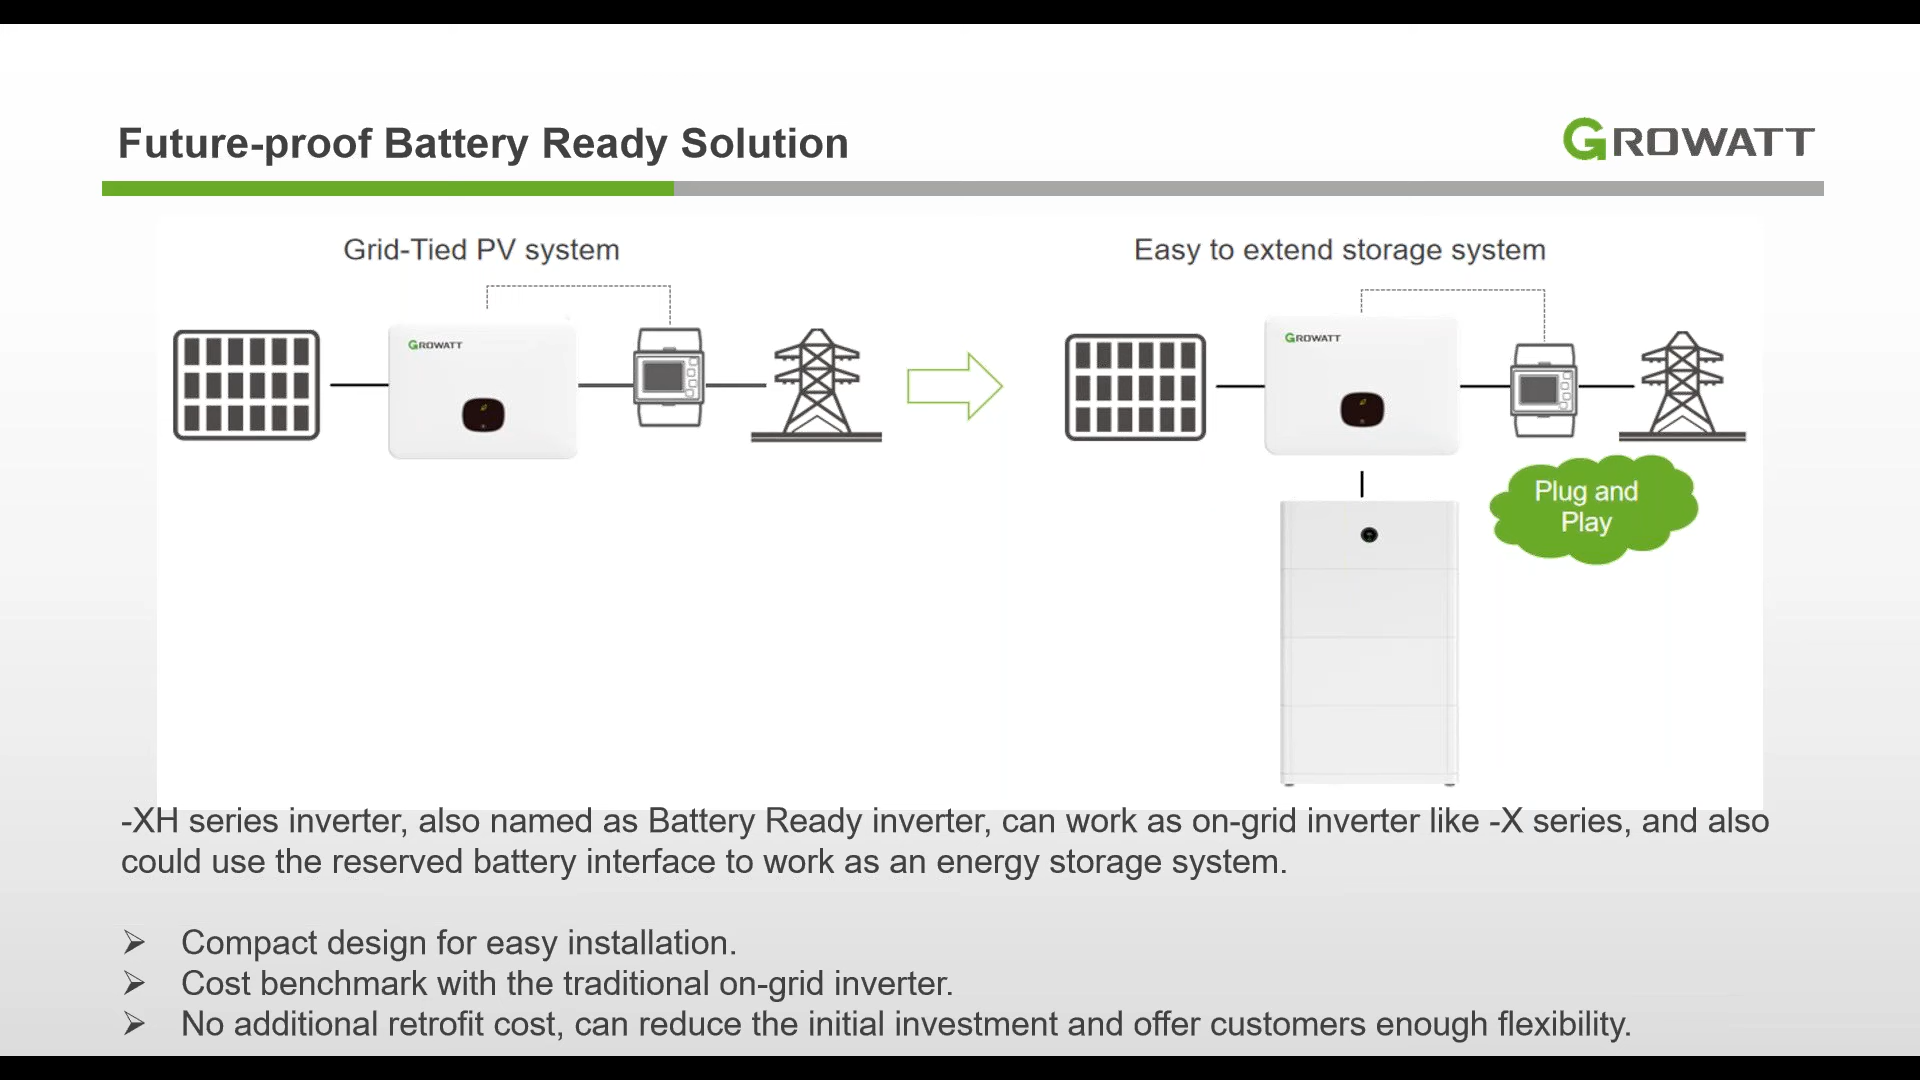 Future-proof Battery Ready Solution
GROWATT
Grid-Tied PV system
Easy to extend storage system
GROWATT
GROWATT
Plug and
Play
-XH series inverter, also named as Battery Ready inverter, can work as on-grid inverter like -X series, and also
could use the reserved battery interface to work as an energy storage system.
➢ Compact design for easy installation.
➢ Cost benchmark with the traditional on-grid inverter.
➢ No additional retrofit cost, can reduce the initial investment and offer customers enough flexibility.